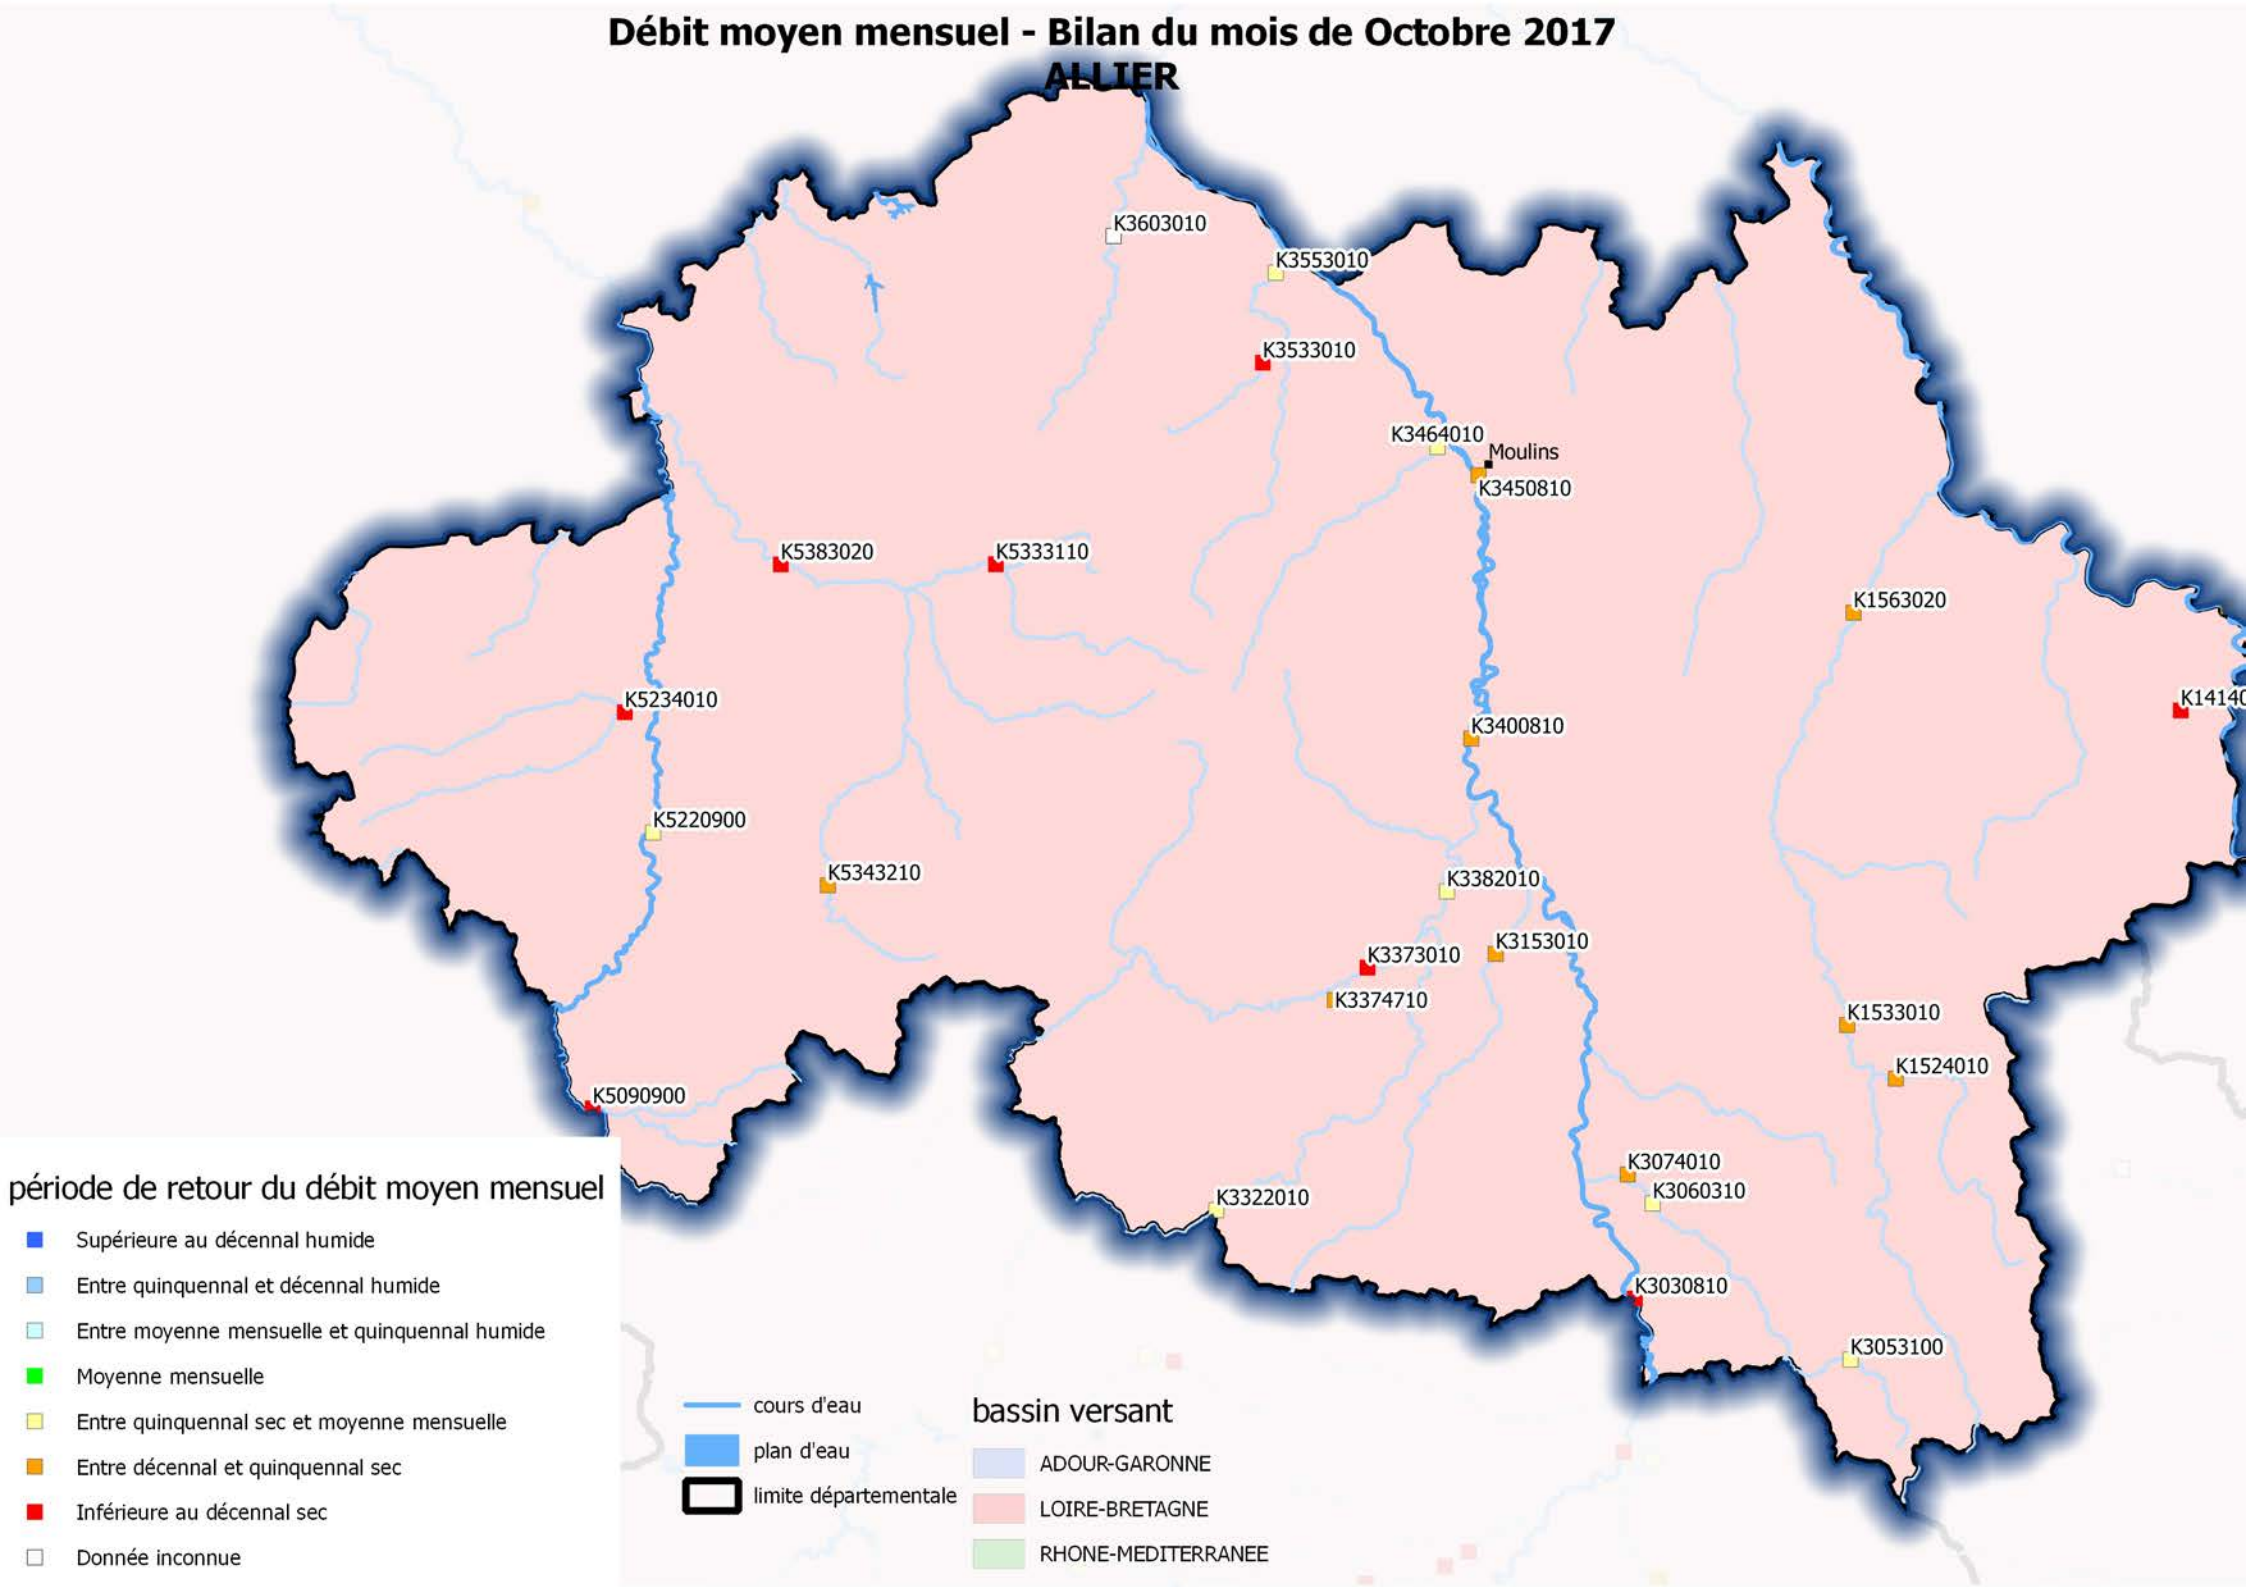 Débit moyen mensuel - Bilan du mois de Octobre 2017
ALLIER
K3603010
K3553010
K3533010
K3464010
Moulins
K3450810
K5383020
K5333110
K1563020
K5234010
K3400810
K5220900
K5343210
K3382010
K3153010
K3373010
K3374710
K1533010
K1524010
K5090900
K3074010
K3060310
K3322010
K3030810
K3053100
période de retour du débit moyen mensuel
Supérieure au décennal humide
Entre quinquennal et décennal humide
Entre moyenne mensuelle et quinquennal humide
Moyenne mensuelle
Entre quinquennal sec et moyenne mensuelle
Entre décennal et quinquennal sec
Inférieure au décennal sec
Donnée inconnue
cours d'eau
plan d'eau
limite départementale
bassin versant
ADOUR-GARONNE
LOIRE-BRETAGNE
RHONE-MEDITERRANEE